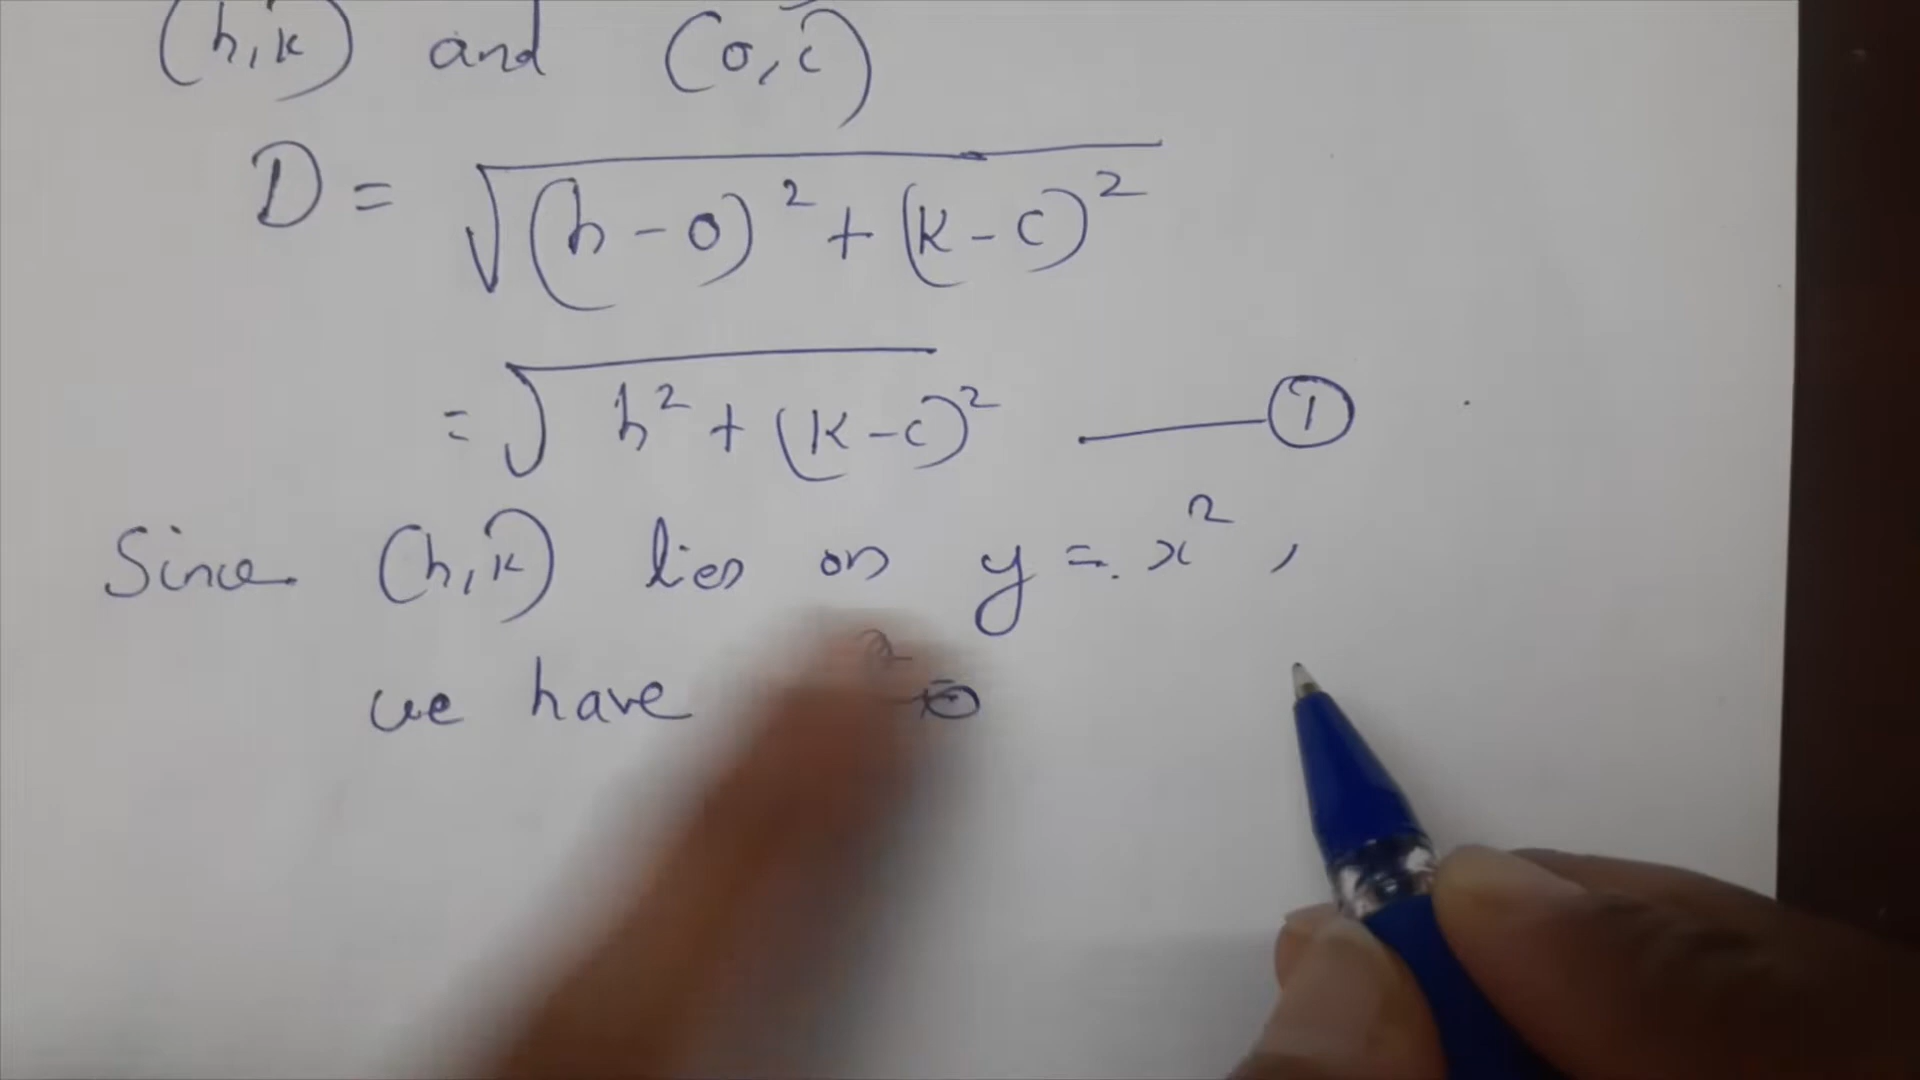 (h,k) and (0,c)
D = √(h-0)² + (k-c)²
= √h² + (k-c)² —— ①
Since (h,k) lies on y = x² ,
we have